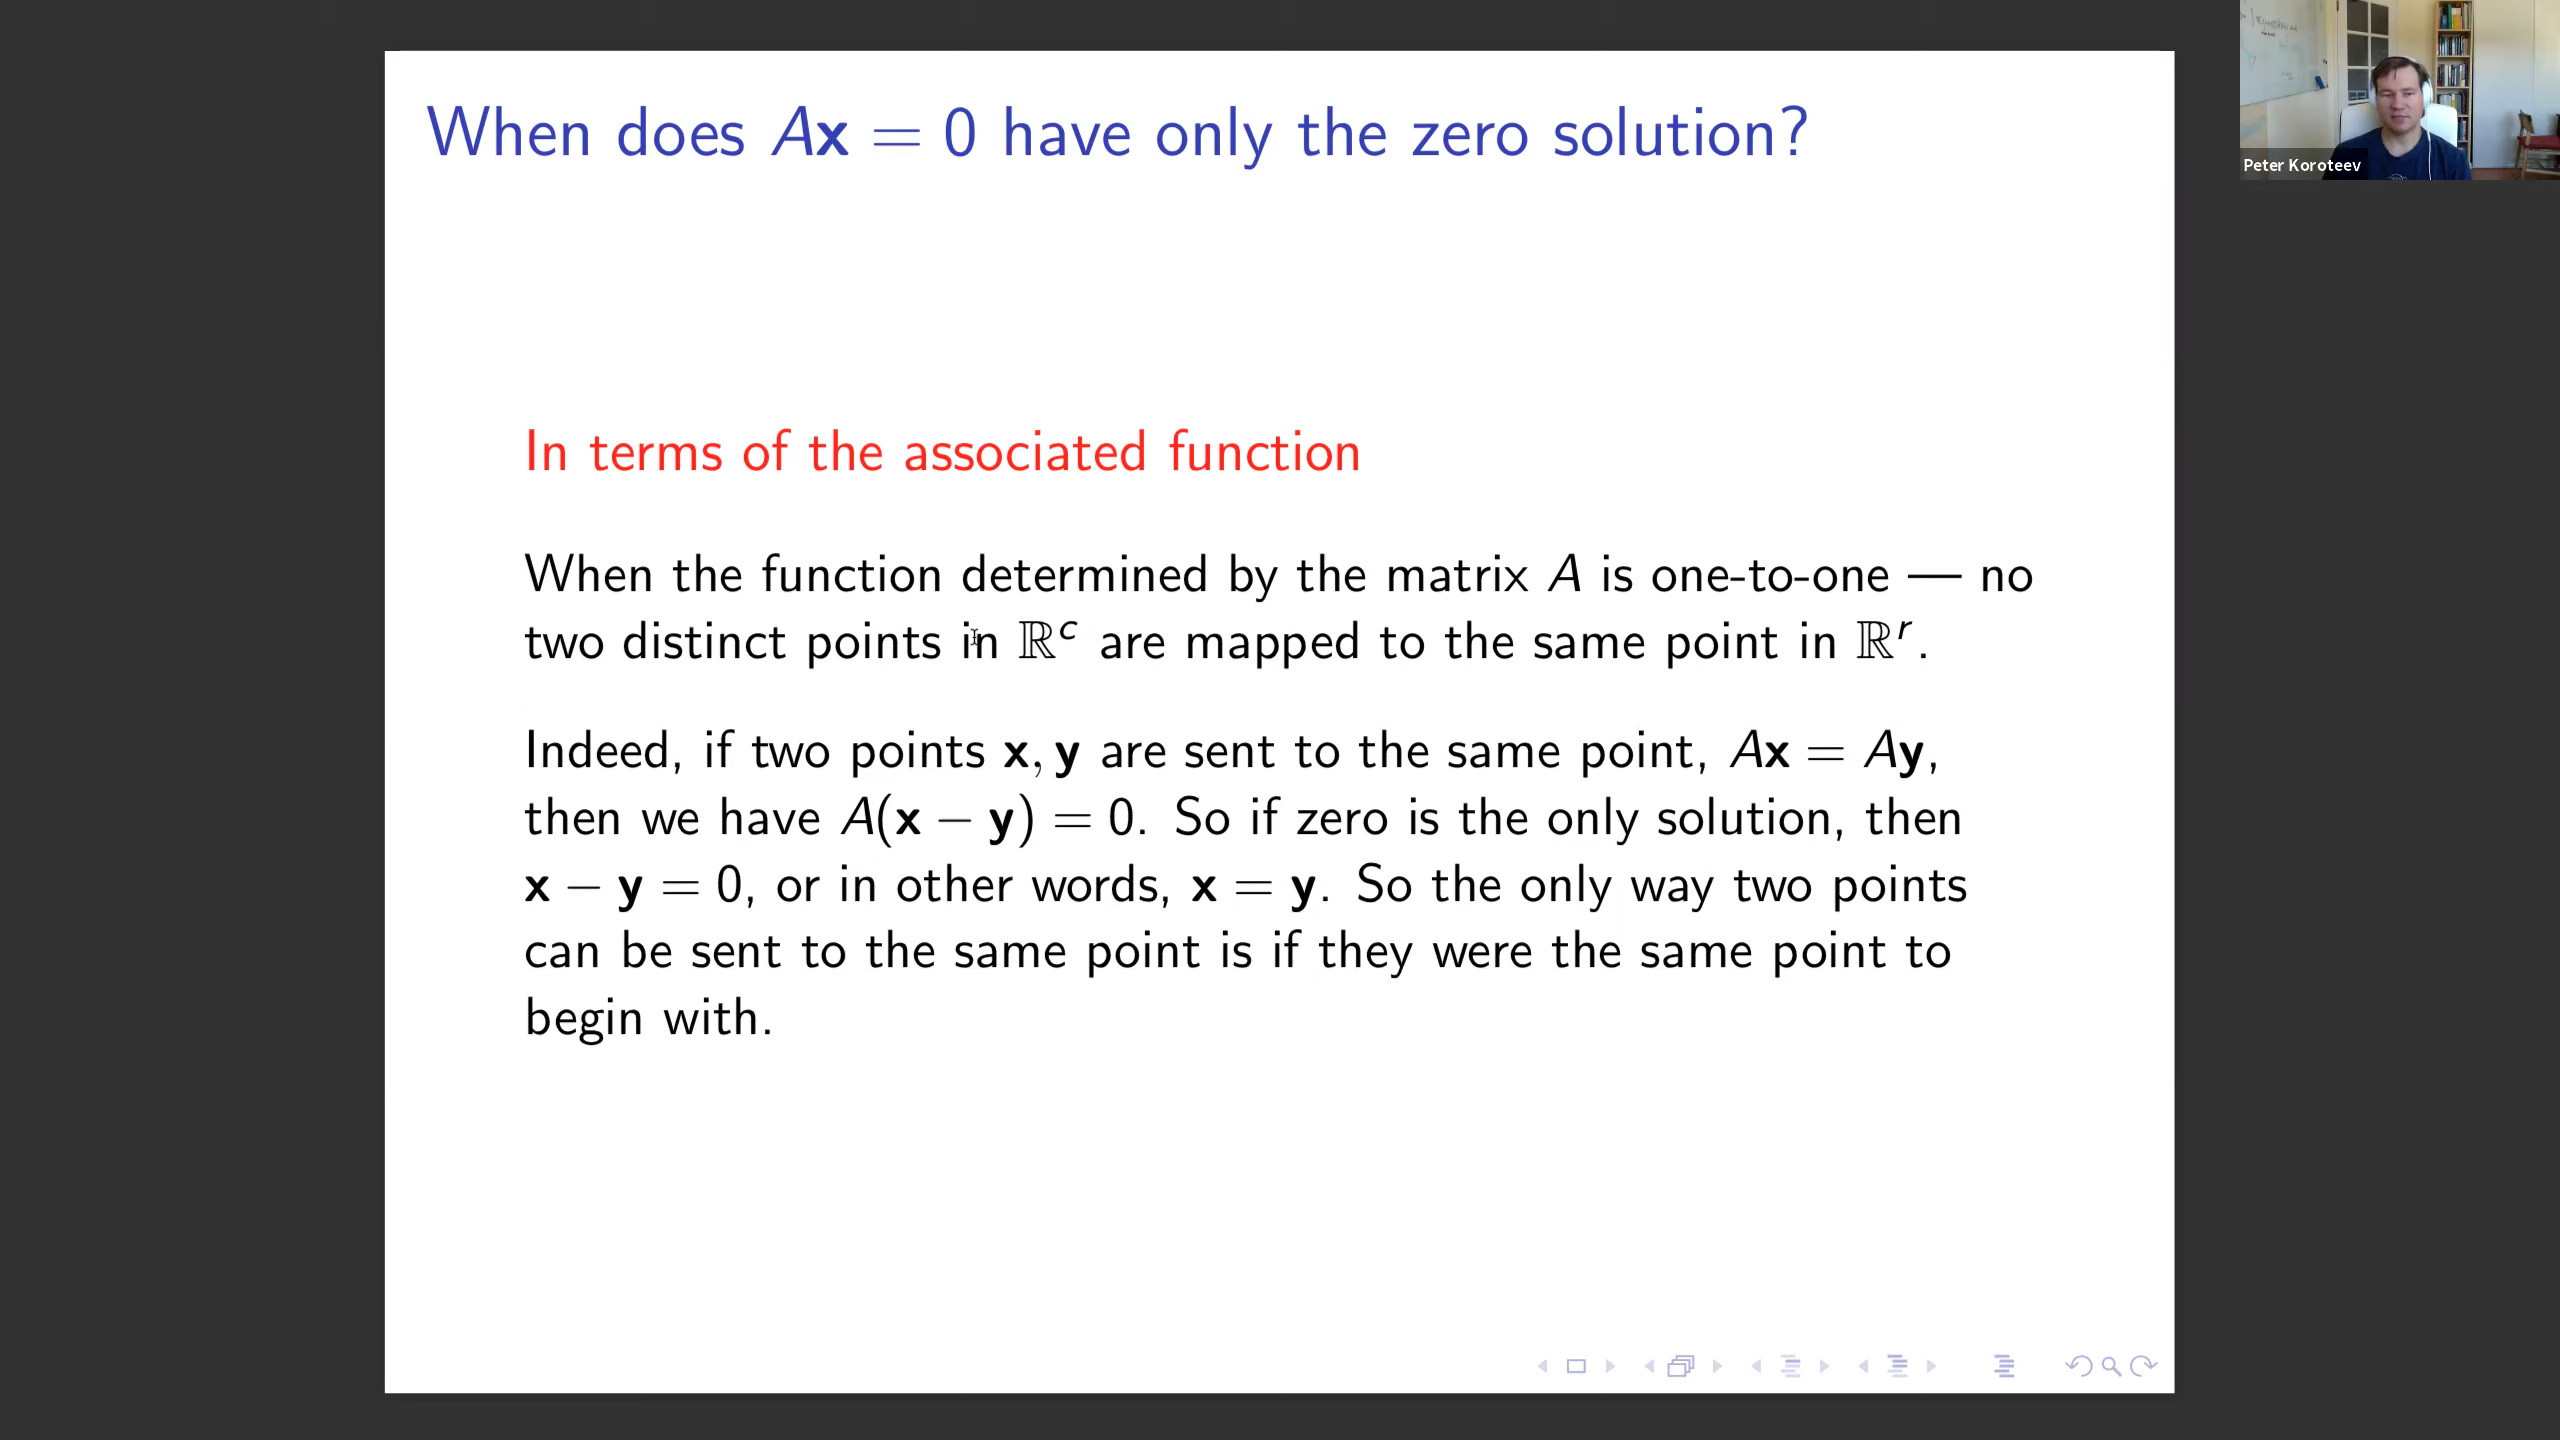 When does Ax = 0 have only the zero solution?
Peter Koroteev
In terms of the associated function
When the function determined by the matrix A is one-to-one — no
two distinct points in ℝᶜ are mapped to the same point in ℝʳ.
Indeed, if two points x, y are sent to the same point, Ax = Ay,
then we have A(x − y) = 0. So if zero is the only solution, then
x − y = 0, or in other words, x = y. So the only way two points
can be sent to the same point is if they were the same point to
begin with.